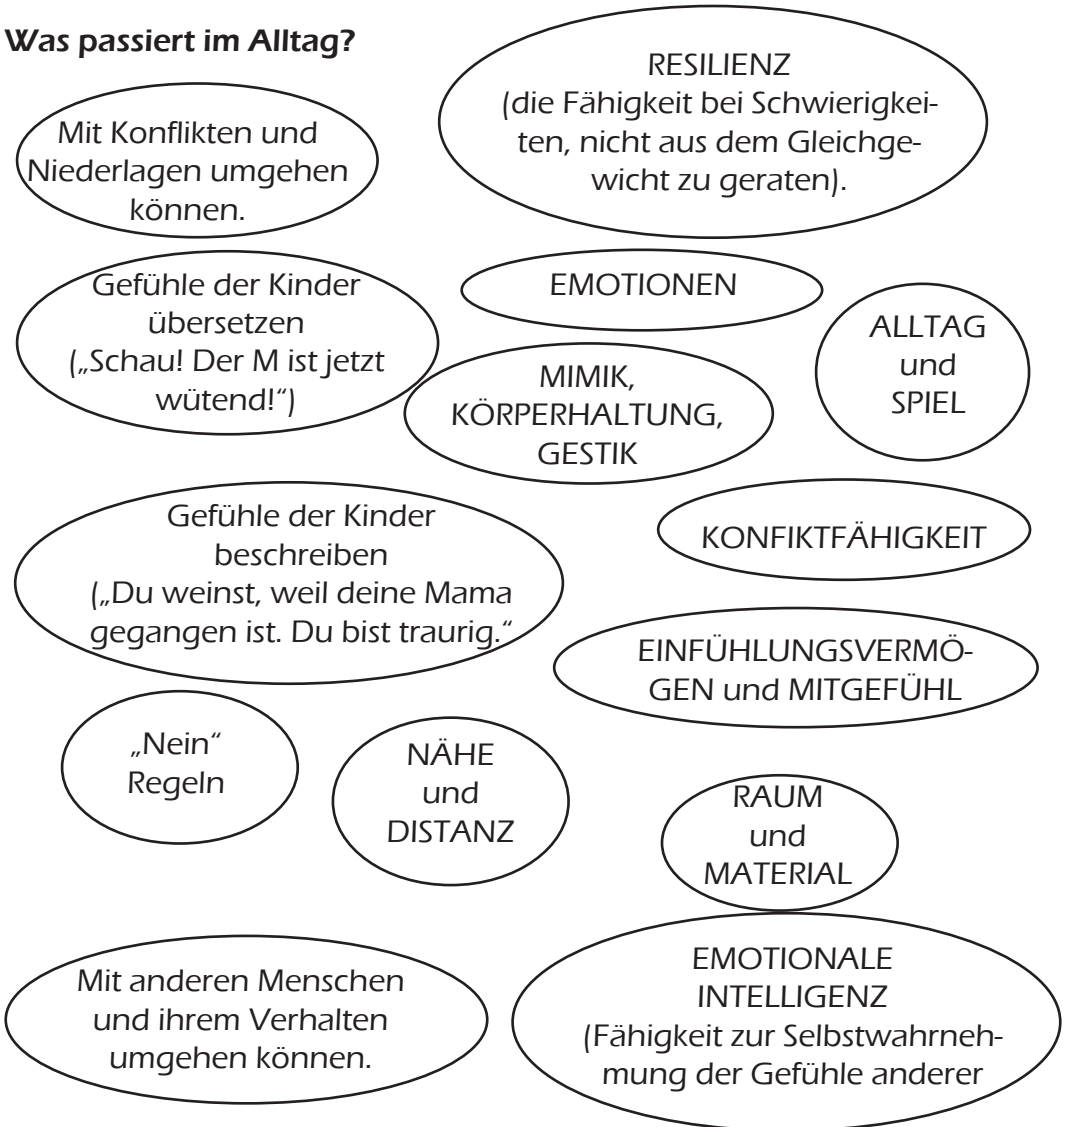 Was passiert im Alltag?
RESILIENZ
(die Fähigkeit bei Schwierigkei-
ten, nicht aus dem Gleichge-
wicht zu geraten).
Mit Konflikten und
Niederlagen umgehen
können.
Gefühle der Kinder
übersetzen
(„Schau! Der M ist jetzt
wütend!“)
EMOTIONEN
ALLTAG
und
SPIEL
MIMIK,
KÖRPERHALTUNG,
GESTIK
Gefühle der Kinder
beschreiben
(„Du weinst, weil deine Mama
gegangen ist. Du bist traurig.“
KONFIKTFÄHIGKEIT
EINFÜHLUNGSVERMÖ-
GEN und MITGEFÜHL
„Nein“
Regeln
NÄHE
und
DISTANZ
RAUM
und
MATERIAL
Mit anderen Menschen
und ihrem Verhalten
umgehen können.
EMOTIONALE
INTELLIGENZ
(Fähigkeit zur Selbstwahrneh-
mung der Gefühle anderer